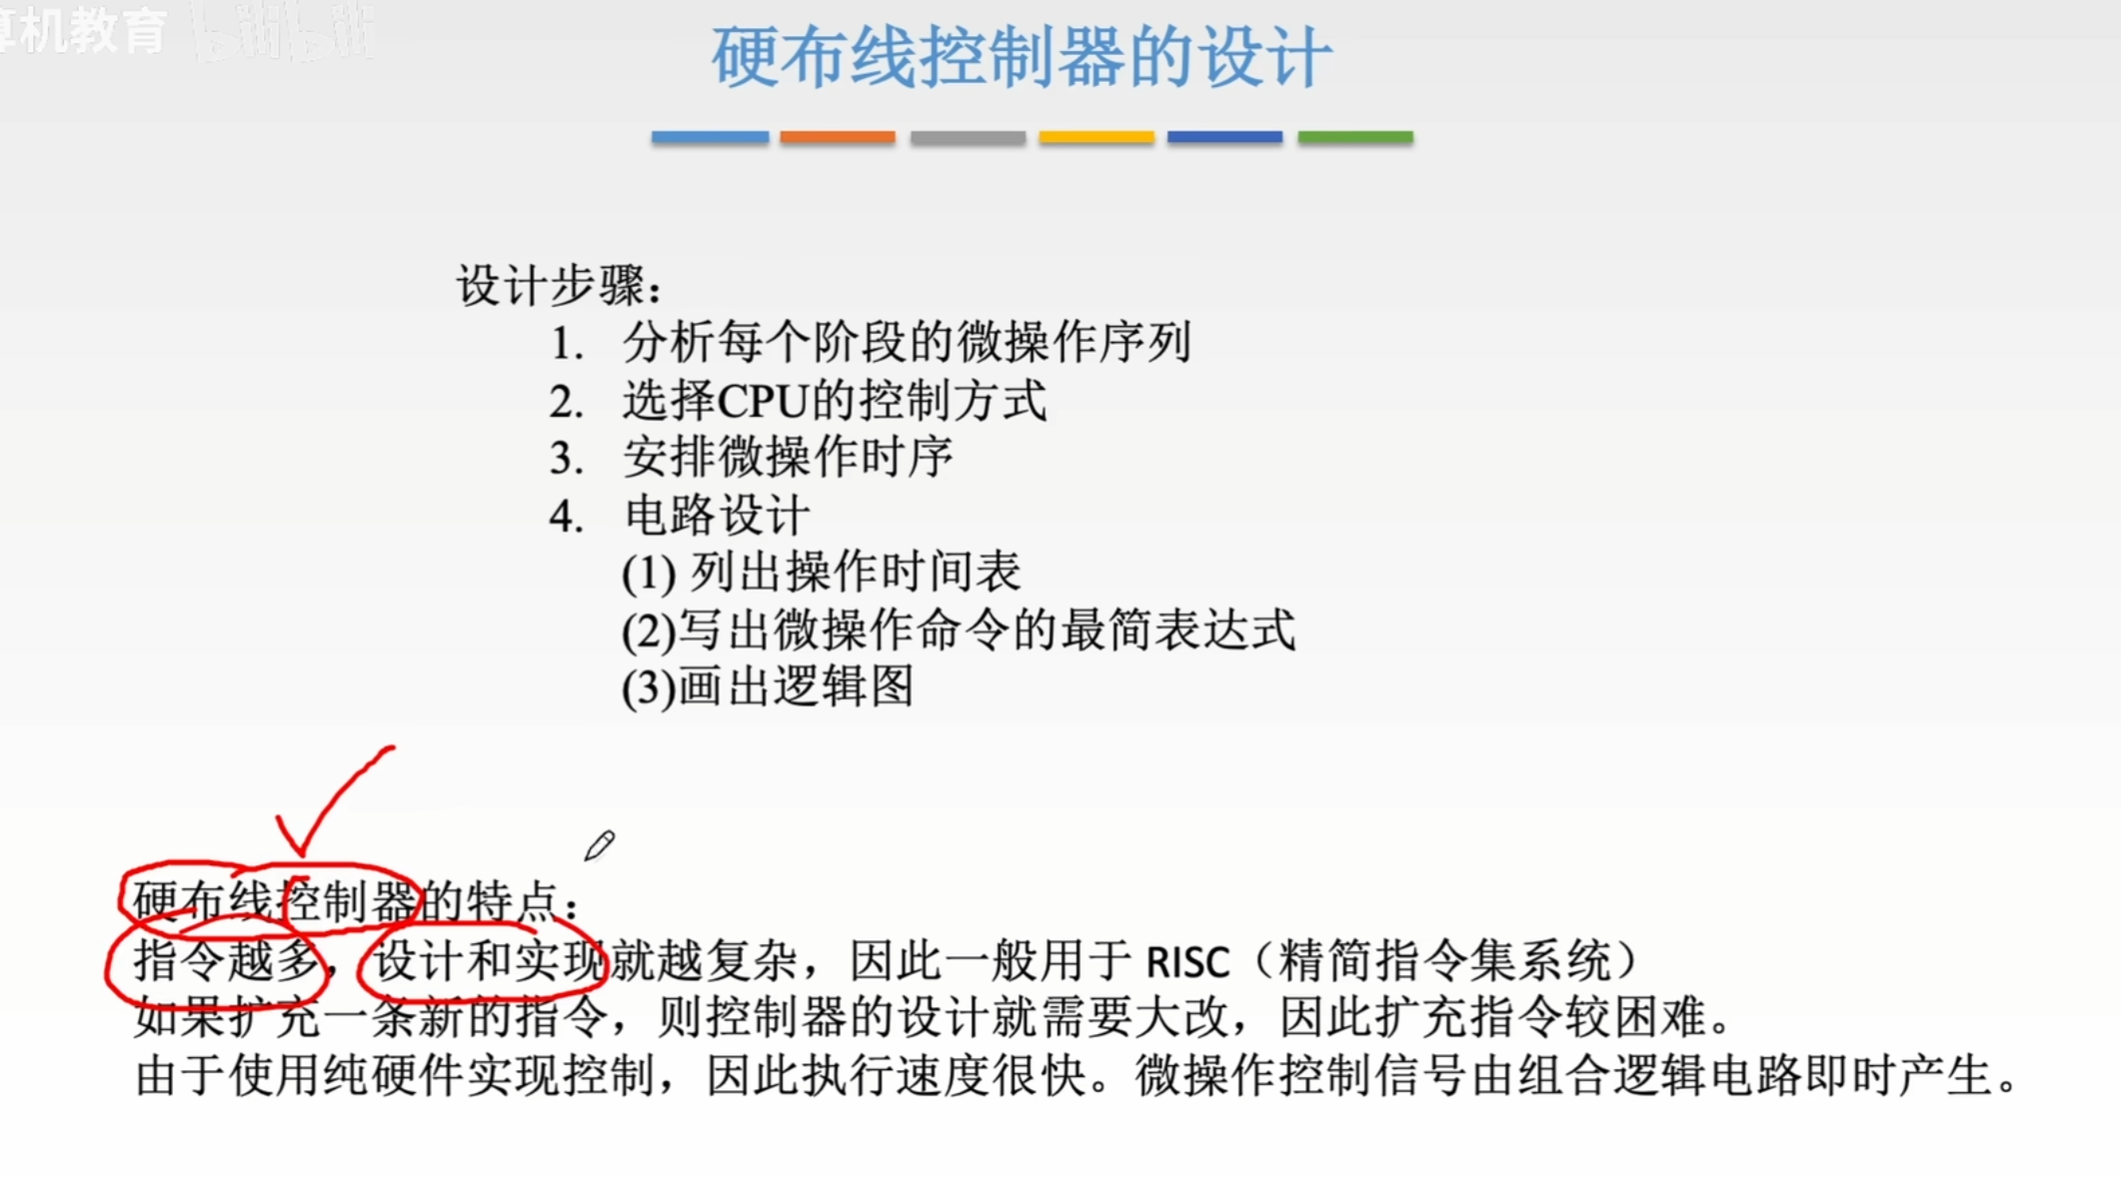 算机教育 bilibili
硬布线控制器的设计
设计步骤：
1. 分析每个阶段的微操作序列
2. 选择CPU的控制方式
3. 安排微操作时序
4. 电路设计
(1) 列出操作时间表
(2)写出微操作命令的最简表达式
(3)画出逻辑图
硬布线控制器的特点：
指令越多，设计和实现就越复杂，因此一般用于 RISC（精简指令集系统）
如果扩充一条新的指令，则控制器的设计就需要大改，因此扩充指令较困难。
由于使用纯硬件实现控制，因此执行速度很快。微操作控制信号由组合逻辑电路即时产生。